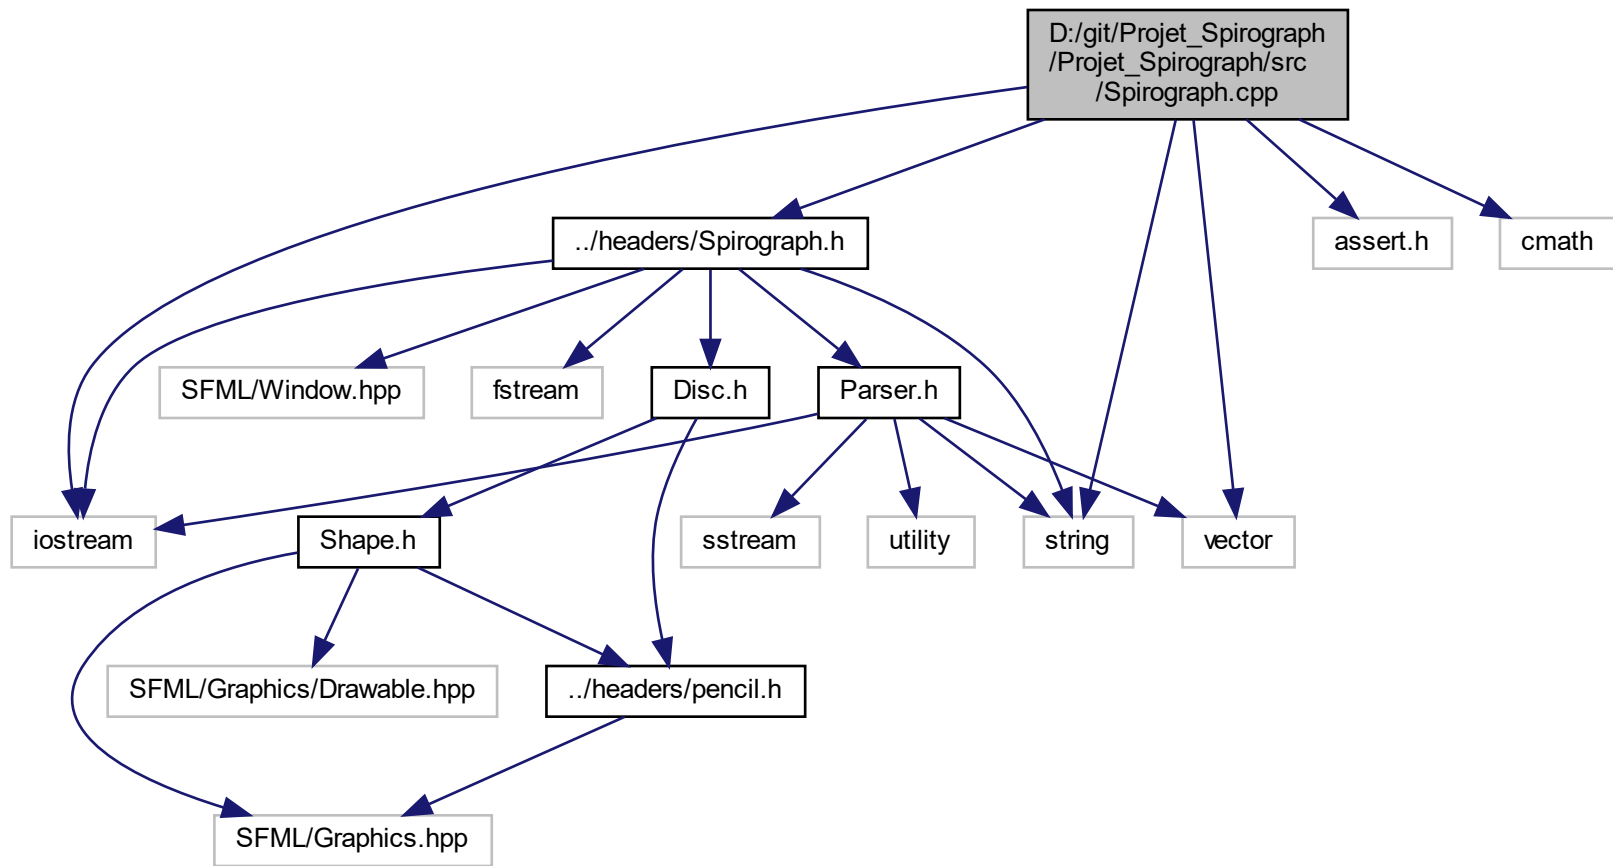 D:/git/Projet_Spirograph
/Projet_Spirograph/src
/Spirograph.cpp
../headers/Spirograph.h
assert.h
cmath
SFML/Window.hpp
fstream
Disc.h
Parser.h
iostream
Shape.h
sstream
utility
string
vector
SFML/Graphics/Drawable.hpp
../headers/pencil.h
SFML/Graphics.hpp